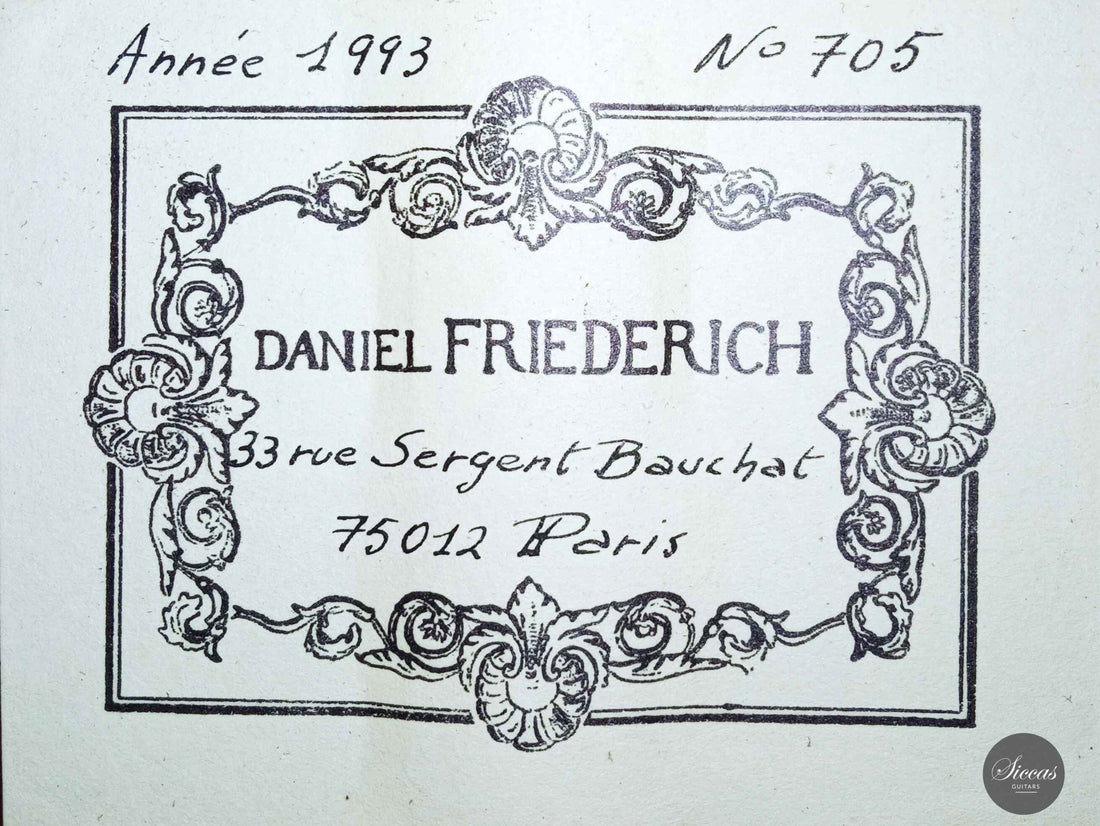 Année 1993 No 705
DANIEL FRIEDERICH
33 rue Sergent Bauchat
75012 Paris
Siccas
GUITARS